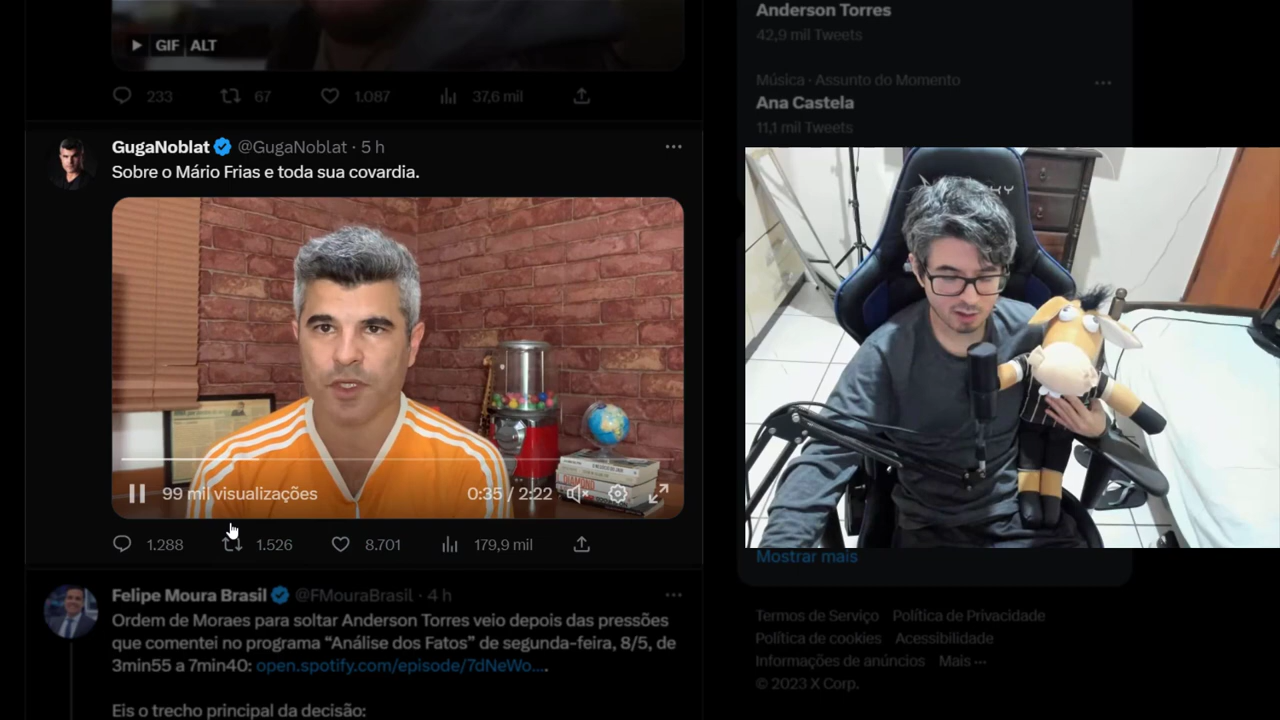 GIF ALT
233 67 1.087 37,6 mil
GugaNoblat @GugaNoblat · 5 h
Sobre o Mário Frias e toda sua covardia.
99 mil visualizações 0:35 / 2:22
1.288 1.526 8.701 179,9 mil
Felipe Moura Brasil @FMouraBrasil · 4 h
Ordem de Moraes para soltar Anderson Torres veio depois das pressões
que comentei no programa “Análise dos Fatos” de segunda-feira, 8/5, de
3min55 a 7min40: open.spotify.com/episode/7dNeWo....
Eis o trecho principal da decisão:
Anderson Torres
42,9 mil Tweets
Música · Assunto do Momento
Ana Castela
11,1 mil Tweets
Mostrar mais
Termos de Serviço Política de Privacidade
Política de cookies Acessibilidade
Informações de anúncios Mais ···
© 2023 X Corp.